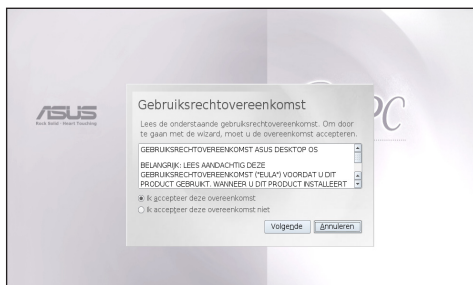 ASUS
Rock Solid · Heart Touching
PC
Gebruiksrechtovereenkomst
Lees de onderstaande gebruiksrechtovereenkomst. Om door
te gaan met de wizard, moet u de overeenkomst accepteren.
GEBRUIKSRECHTOVEREENKOMST ASUS DESKTOP OS
BELANGRIJK: LEES AANDACHTIG DEZE
GEBRUIKSRECHTOVEREENKOMST ("EULA") VOORDAT U DIT
PRODUCT GEBRUIKT. WANNEER U DIT PRODUCT INSTALLEERT
Ik accepteer deze overeenkomst
Ik accepteer deze overeenkomst niet
Volgende
Annuleren